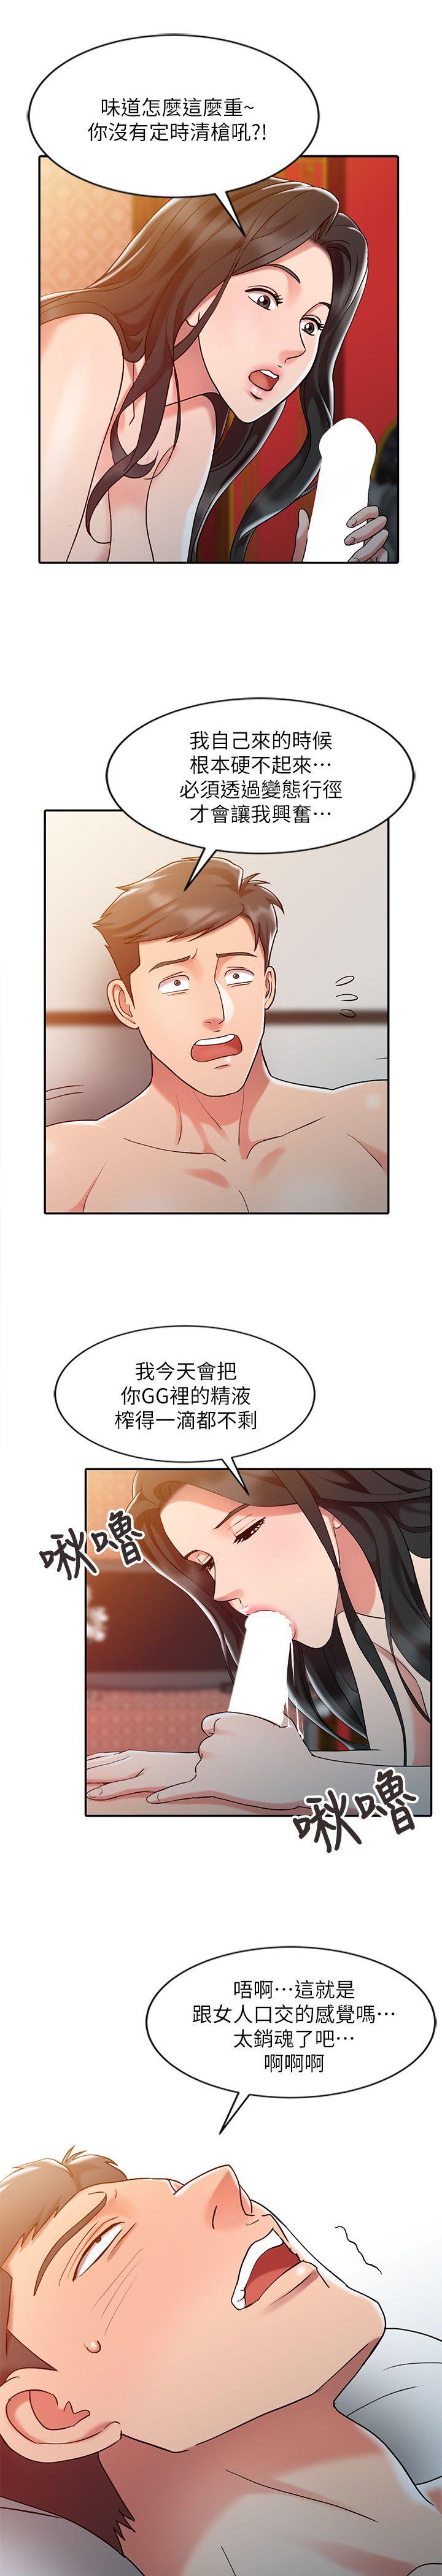 味道怎麼這麼重~
你沒有定時清槍吼?!
我自己來的時候
根本硬不起來…
必須透過變態行徑
才會讓我興奮…
我今天會把
你GG裡的精液
榨得一滴都不剩
啾嚕
啾嚕
唔啊…這就是
跟女人口交的感覺嗎…
太銷魂了吧…
啊啊啊